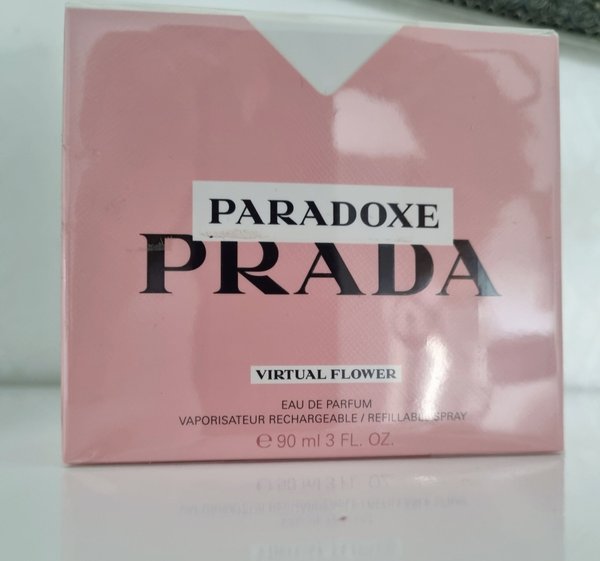 PARADOXE
PRADA
VIRTUAL FLOWER
EAU DE PARFUM
VAPORISATEUR RECHARGEABLE / REFILLABLE SPRAY
℮ 90 ml 3 FL. OZ.